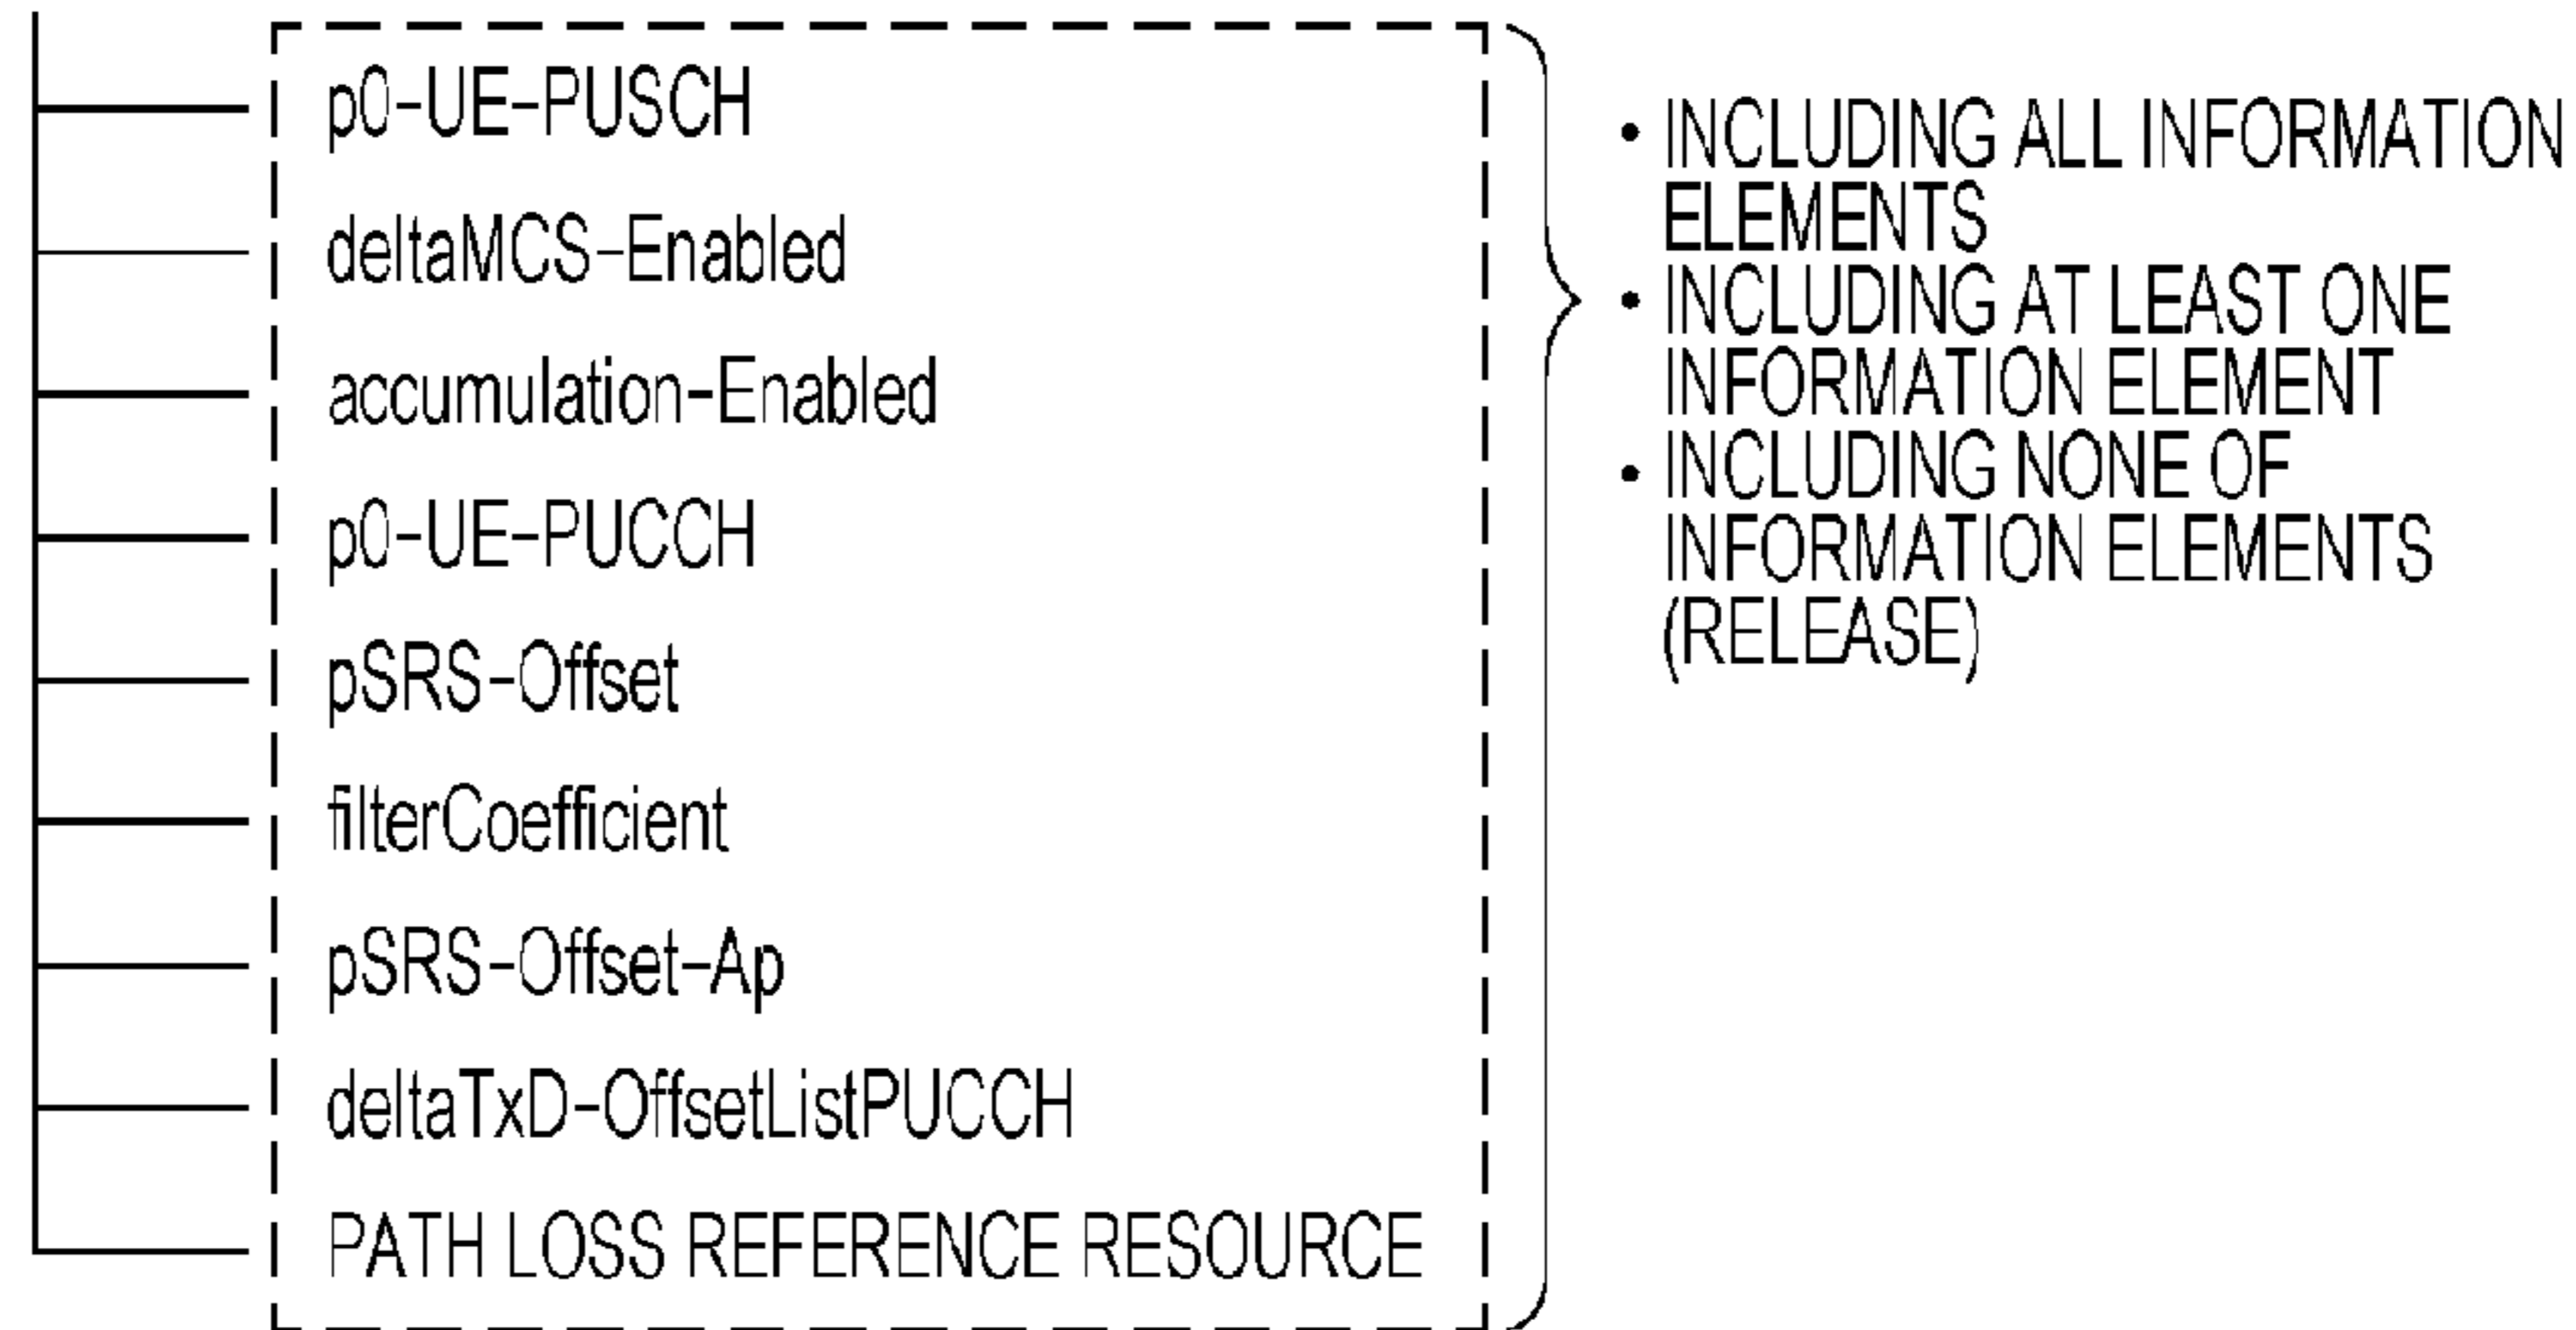 p0-UE-PUSCH
deltaMCS-Enabled
accumulation-Enabled
p0-UE-PUCCH
pSRS-Offset
filterCoefficient
pSRS-Offset-Ap
deltaTxD-OffsetListPUCCH
PATH LOSS REFERENCE RESOURCE
• INCLUDING ALL INFORMATION
ELEMENTS
• INCLUDING AT LEAST ONE
INFORMATION ELEMENT
• INCLUDING NONE OF
INFORMATION ELEMENTS
(RELEASE)